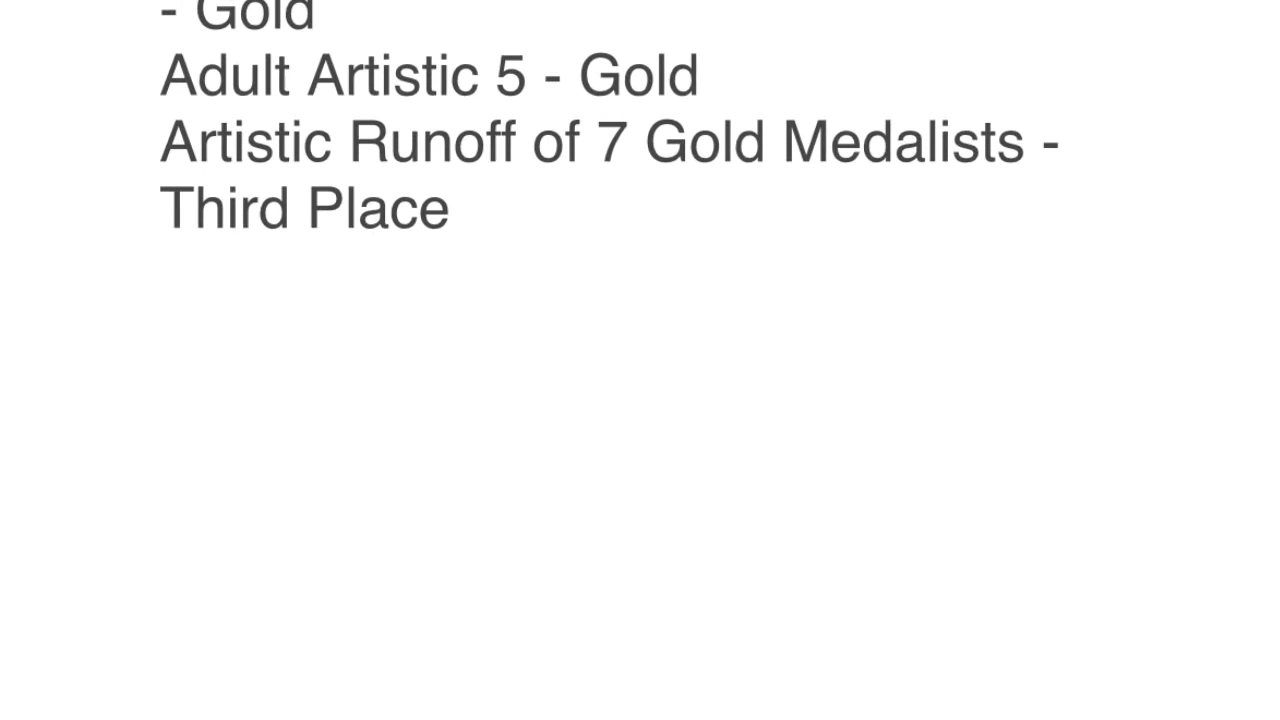 - Gold
Adult Artistic 5 - Gold
Artistic Runoff of 7 Gold Medalists -
Third Place